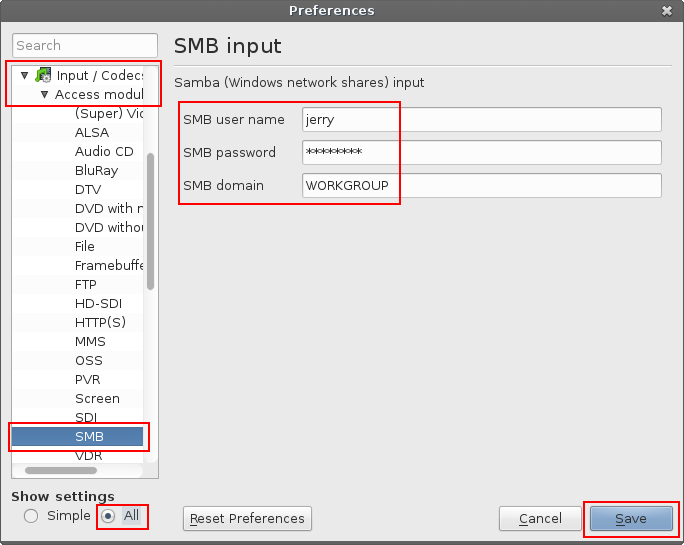 Preferences
Search
Input / Codecs
Access modul
(Super) Vid
ALSA
Audio CD
BluRay
DTV
DVD with n
DVD withou
File
Framebuffe
FTP
HD-SDI
HTTP(S)
MMS
OSS
PVR
Screen
SDI
SMB
VDR
Show settings
Simple
All
SMB input
Samba (Windows network shares) input
SMB user name jerry
SMB password ********
SMB domain WORKGROUP
Reset Preferences
Cancel
Save